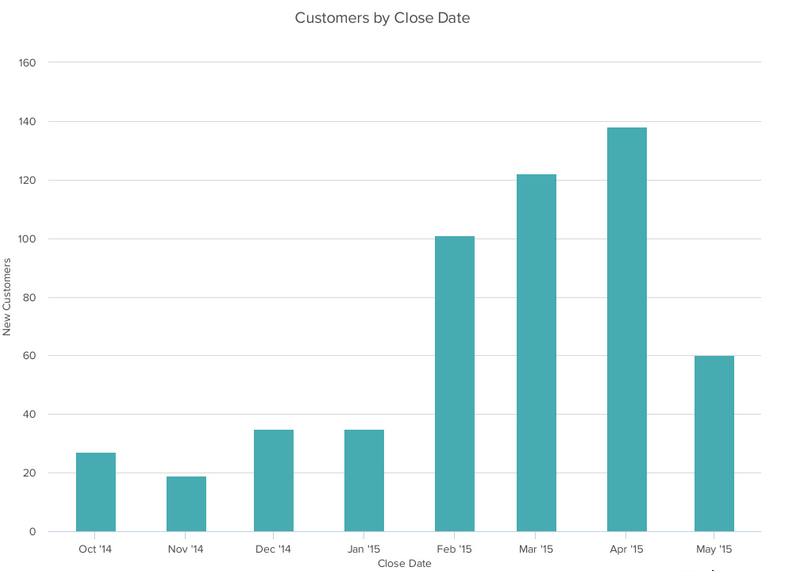 Customers by Close Date
160
140
120
100
80
60
40
20
0
New Customers
Oct '14 Nov '14 Dec '14 Jan '15 Feb '15 Mar '15 Apr '15 May '15
Close Date